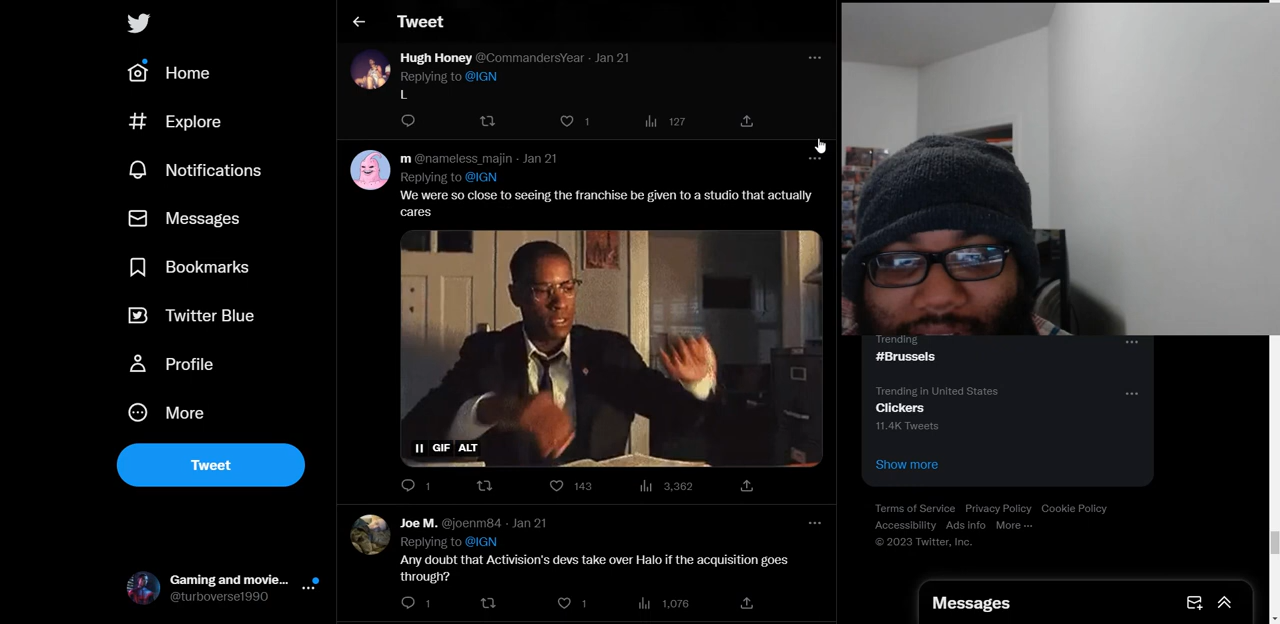 Home
Explore
Notifications
Messages
Bookmarks
Twitter Blue
Profile
More
Tweet
Gaming and movie...
@turboverse1990
Tweet
Hugh Honey @CommandersYear · Jan 21
Replying to @IGN
L
1
127
m @nameless_majin · Jan 21
Replying to @IGN
We were so close to seeing the franchise be given to a studio that actually
cares
GIF ALT
1
143
3,362
Joe M. @joenm84 · Jan 21
Replying to @IGN
Any doubt that Activision's devs take over Halo if the acquisition goes
through?
1
1
1,076
Trending
#Brussels
Trending in United States
Clickers
11.4K Tweets
Show more
Terms of Service Privacy Policy Cookie Policy
Accessibility Ads info More ...
© 2023 Twitter, Inc.
Messages